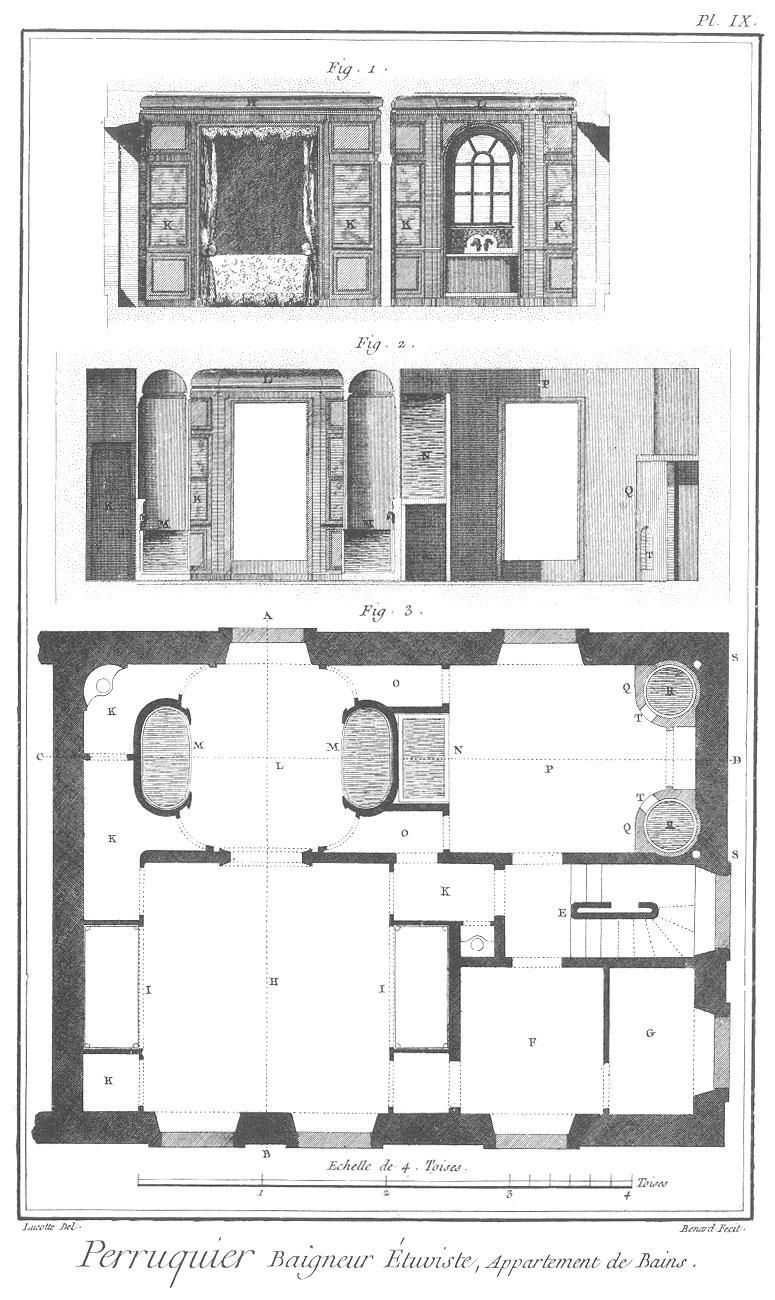 Pl. IX.
Fig. 1
H
L
K
K
K
K
Fig. 2.
L
P
K
K
N
Q
M
M
T
Fig. 3.
A
S
O
Q
R
K
T
M
M
N
C
L
P
D
T
K
O
Q
R
S
K
E
I
H
I
F
G
K
B
Echelle de 4. Toises.
1
2
3
4
Toises
Lucotte Del.
Benard Fecit.
Perruquier Baigneur Étuviste, Appartement de Bains.